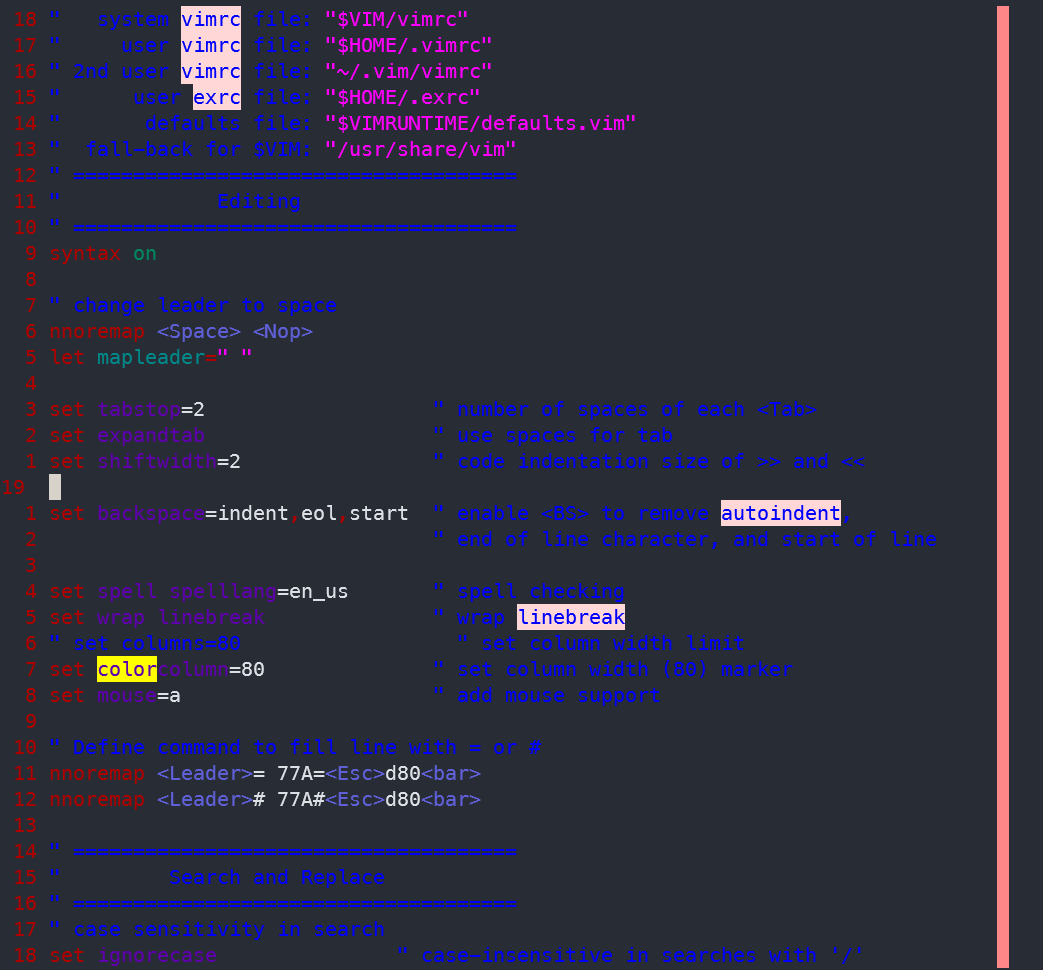 18 "   system vimrc file: "$VIM/vimrc"
17 "     user vimrc file: "$HOME/.vimrc"
16 " 2nd user vimrc file: "~/.vim/vimrc"
15 "      user exrc file: "$HOME/.exrc"
14 "       defaults file: "$VIMRUNTIME/defaults.vim"
13 "  fall-back for $VIM: "/usr/share/vim"
12 " =====================================
11 "             Editing
10 " =====================================
9 syntax on
8
7 " change leader to space
6 nnoremap <Space> <Nop>
5 let mapleader=" "
4
3 set tabstop=2                   " number of spaces of each <Tab>
2 set expandtab                   " use spaces for tab
1 set shiftwidth=2                " code indentation size of >> and <<
19
1 set backspace=indent,eol,start  " enable <BS> to remove autoindent,
2                                 " end of line character, and start of line
3
4 set spell spelllang=en_us       " spell checking
5 set wrap linebreak              " wrap linebreak
6 " set columns=80                  " set column width limit
7 set colorcolumn=80              " set column width (80) marker
8 set mouse=a                     " add mouse support
9
10 " Define command to fill line with = or #
11 nnoremap <Leader>= 77A=<Esc>d80<bar>
12 nnoremap <Leader># 77A#<Esc>d80<bar>
13
14 " =====================================
15 "         Search and Replace
16 " =====================================
17 " case sensitivity in search
18 set ignorecase               " case-insensitive in searches with '/'